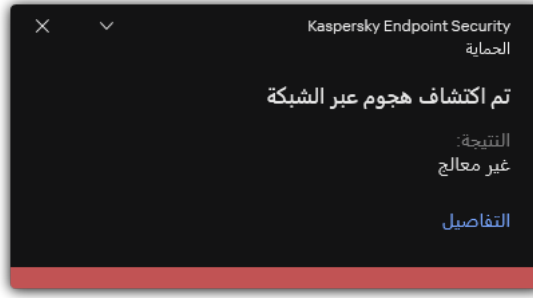 Kaspersky Endpoint Security
الحماية
تم اكتشاف هجوم عبر الشبكة
النتيجة:
غير معالج
التفاصيل